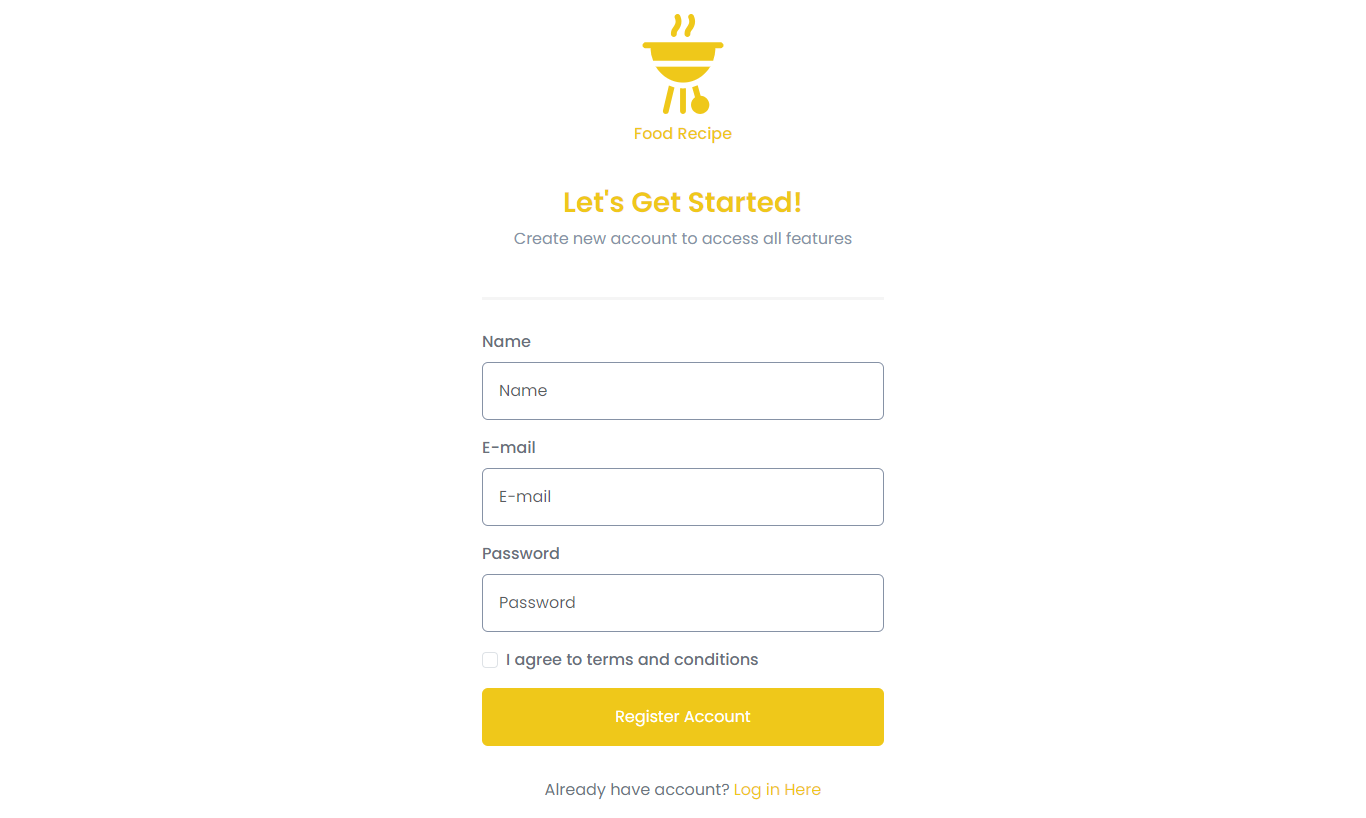 Food Recipe
Let's Get Started!
Create new account to access all features
Name
Name
E-mail
E-mail
Password
Password
I agree to terms and conditions
Register Account
Already have account? Log in Here